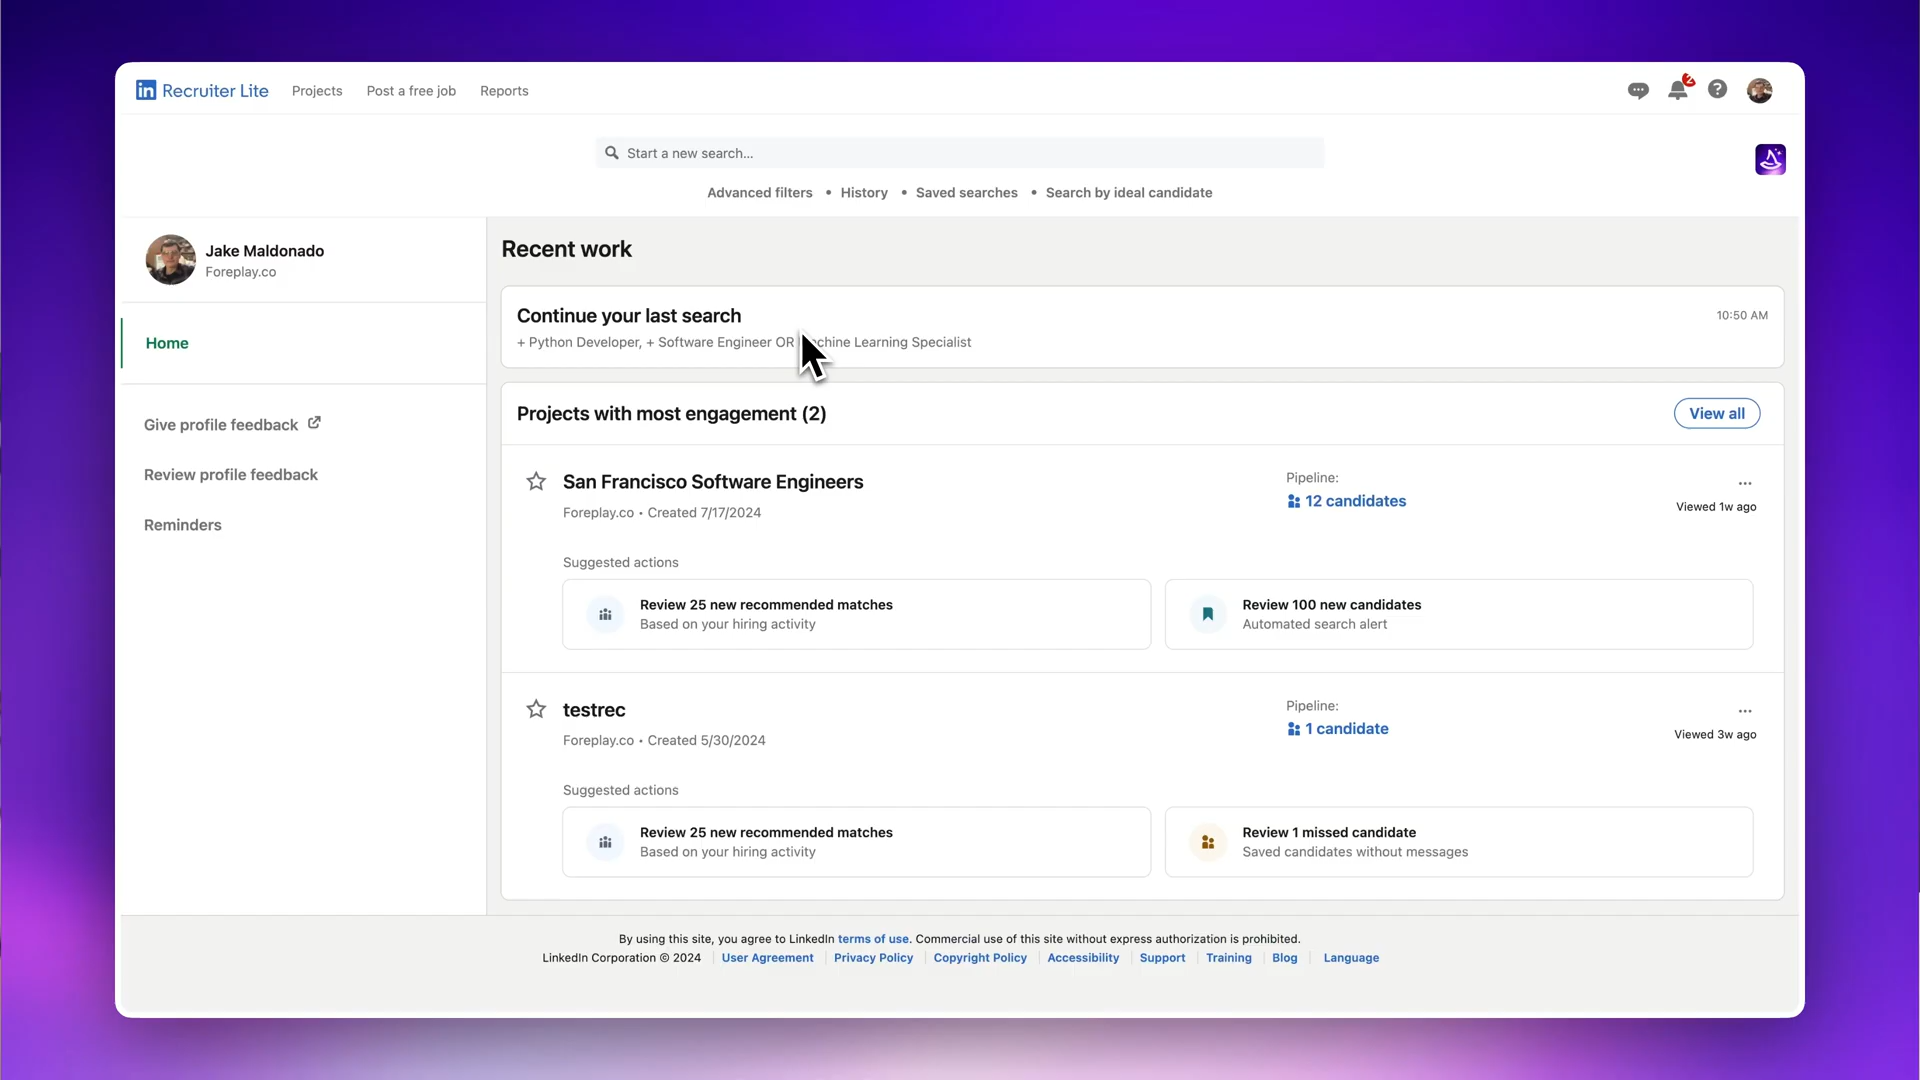 in Recruiter Lite
Projects
Post a free job
Reports
2
Start a new search...
Advanced filters • History • Saved searches • Search by ideal candidate
Jake Maldonado
Foreplay.co
Home
Give profile feedback
Review profile feedback
Reminders
Recent work
Continue your last search
10:50 AM
+ Python Developer, + Software Engineer OR chine Learning Specialist
Projects with most engagement (2)
View all
San Francisco Software Engineers
Foreplay.co • Created 7/17/2024
Pipeline:
12 candidates
...
Viewed 1w ago
Suggested actions
Review 25 new recommended matches
Based on your hiring activity
Review 100 new candidates
Automated search alert
testrec
Foreplay.co • Created 5/30/2024
Pipeline:
1 candidate
...
Viewed 3w ago
Suggested actions
Review 25 new recommended matches
Based on your hiring activity
Review 1 missed candidate
Saved candidates without messages
By using this site, you agree to LinkedIn terms of use. Commercial use of this site without express authorization is prohibited.
LinkedIn Corporation © 2024 | User Agreement | Privacy Policy | Copyright Policy | Accessibility | Support | Training | Blog | Language